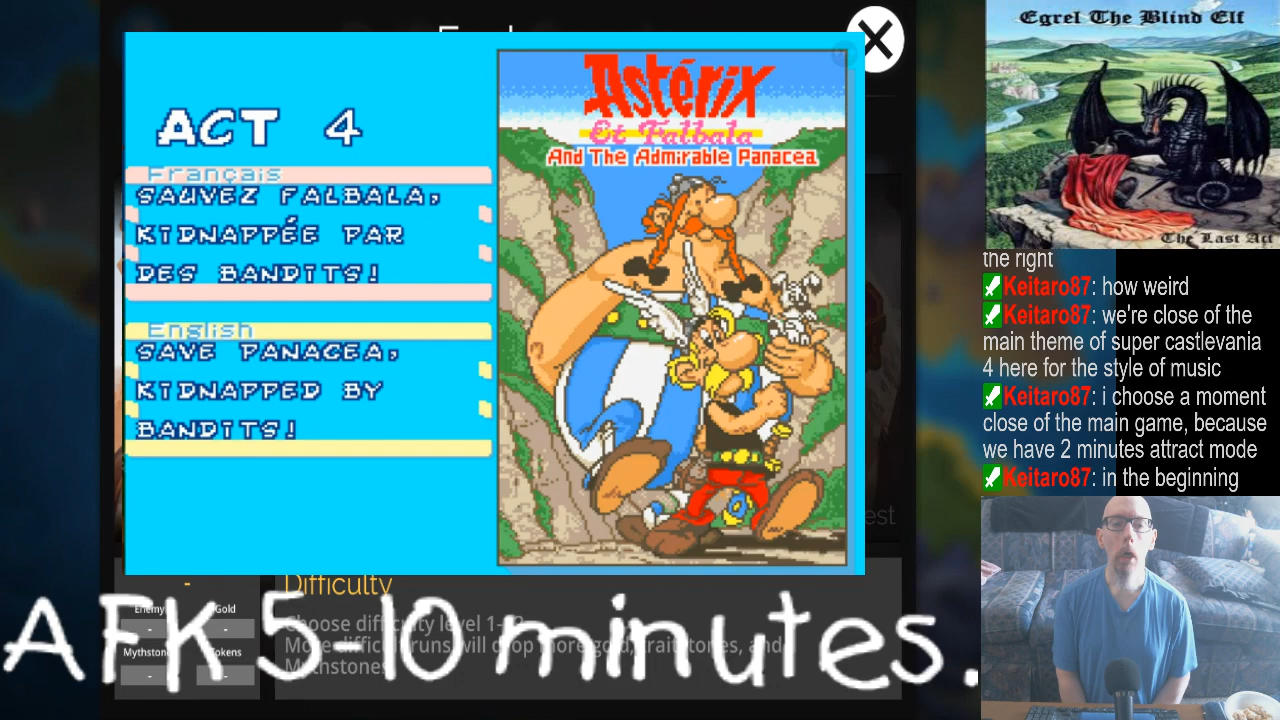 ACT 4
Français
SAUVEZ FALBALA,
KIDNAPPÉE PAR
DES BANDITS!
English
SAVE PANACEA,
KIDNAPPED BY
BANDITS!
Astérix
Et Falbala
And The Admirable Panacea
X
Egrel The Blind Elf
The Last Act
the right
Keitaro87: how weird
Keitaro87: we're close of the
main theme of super castlevania
4 here for the style of music
Keitaro87: i choose a moment
close of the main game, because
we have 2 minutes attract mode
Keitaro87: in the beginning
est
Difficulty
Enemy
Gold
Choose difficulty level 1-
More difficult runs will drop more gold, traitstones, and
Mythstones
Mythston
Tokens
AFK 5-10 minutes.